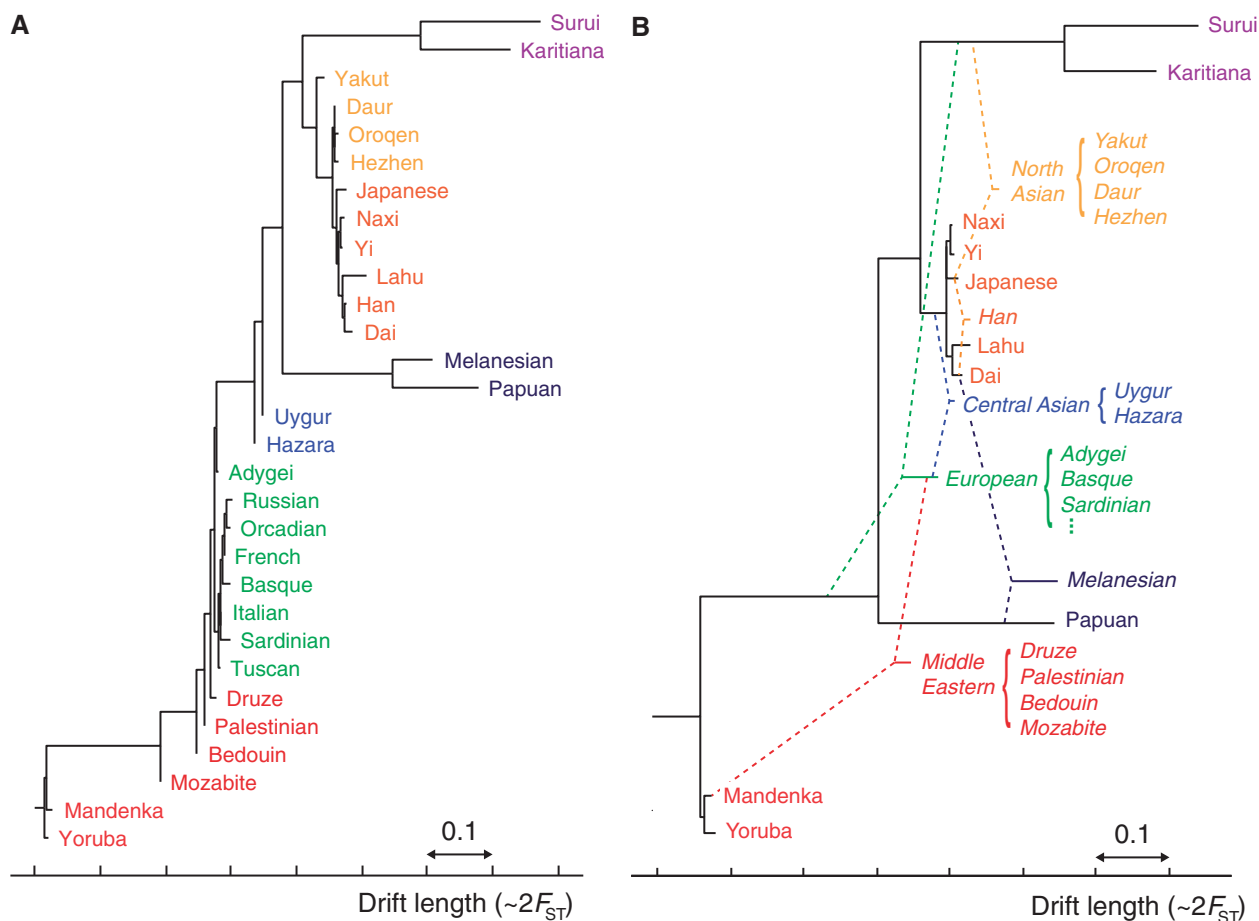 A
Surui
Karitiana
Yakut
Daur
Oroqen
Hezhen
Japanese
Naxi
Yi
Lahu
Han
Dai
Melanesian
Papuan
Uygur
Hazara
Adygei
Russian
Orcadian
French
Basque
Italian
Sardinian
Tuscan
Druze
Palestinian
Bedouin
Mozabite
Mandenka
Yoruba
0.1
Drift length (~2FST)
B
Surui
Karitiana
North
Asian
Yakut
Oroqen
Daur
Hezhen
Naxi
Yi
Japanese
Han
Lahu
Dai
Central Asian
Uygur
Hazara
European
Adygei
Basque
Sardinian
Melanesian
Papuan
Middle
Eastern
Druze
Palestinian
Bedouin
Mozabite
Mandenka
Yoruba
0.1
Drift length (~2FST)